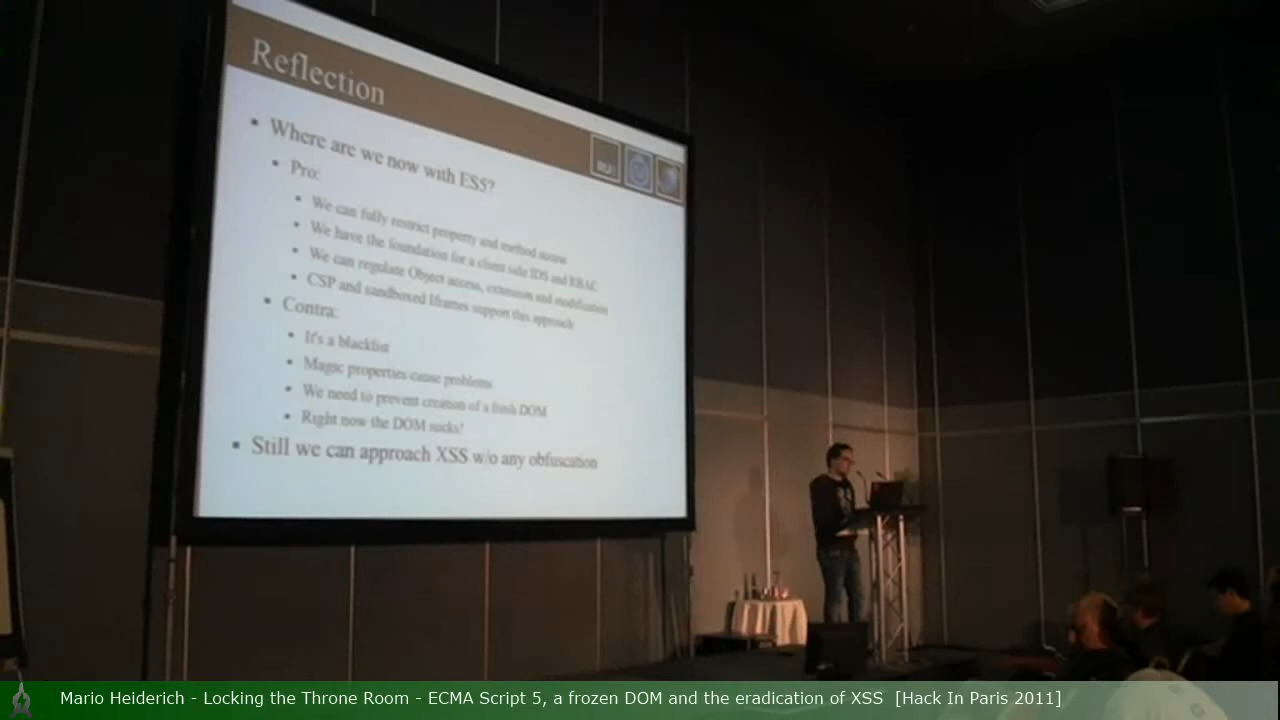 Reflection
RUB
Where are we now with ES5?
Pro:
We can fully restrict property and method access
We have the foundation for a client side IDS and RBAC
We can regulate Object access, extension and modification
CSP and sandboxed Iframes support this approach
Contra:
It's a blacklist
Magic properties cause problems
We need to prevent creation of a fresh DOM
Right now the DOM sucks!
Still we can approach XSS w/o any obfuscation
Mario Heiderich - Locking the Throne Room - ECMA Script 5, a frozen DOM and the eradication of XSS [Hack In Paris 2011]